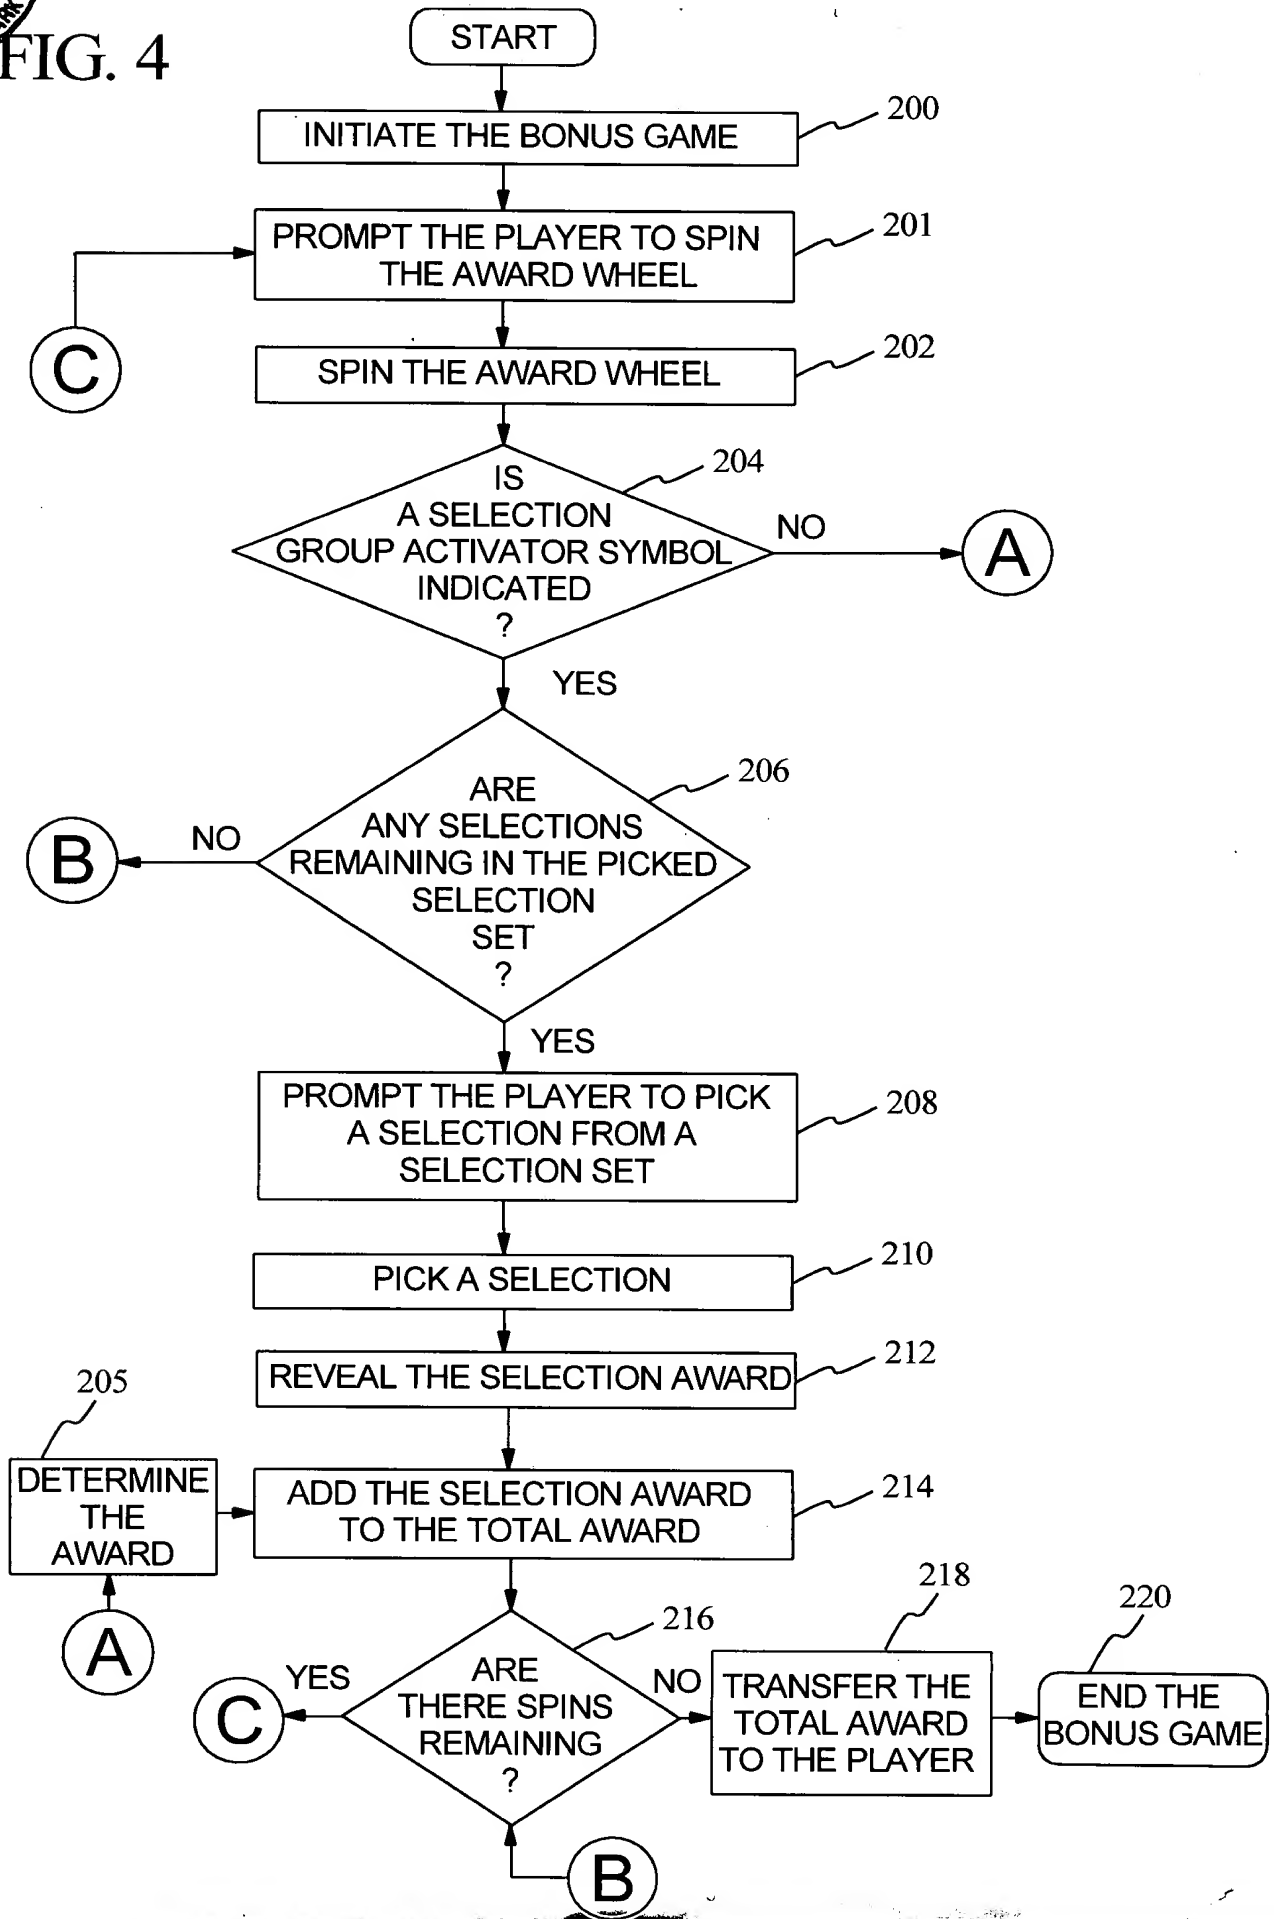 FIG. 4
START
INITIATE THE BONUS GAME
200
PROMPT THE PLAYER TO SPIN
THE AWARD WHEEL
201
C
SPIN THE AWARD WHEEL
202
IS
A SELECTION
GROUP ACTIVATOR SYMBOL
INDICATED
?
204
NO
A
YES
ARE
ANY SELECTIONS
REMAINING IN THE PICKED
SELECTION
SET
?
206
NO
B
YES
PROMPT THE PLAYER TO PICK
A SELECTION FROM A
SELECTION SET
208
PICK A SELECTION
210
REVEAL THE SELECTION AWARD
212
205
DETERMINE
THE
AWARD
A
ADD THE SELECTION AWARD
TO THE TOTAL AWARD
214
ARE
THERE SPINS
REMAINING
?
216
YES
C
NO
TRANSFER THE
TOTAL AWARD
TO THE PLAYER
218
END THE
BONUS GAME
220
B